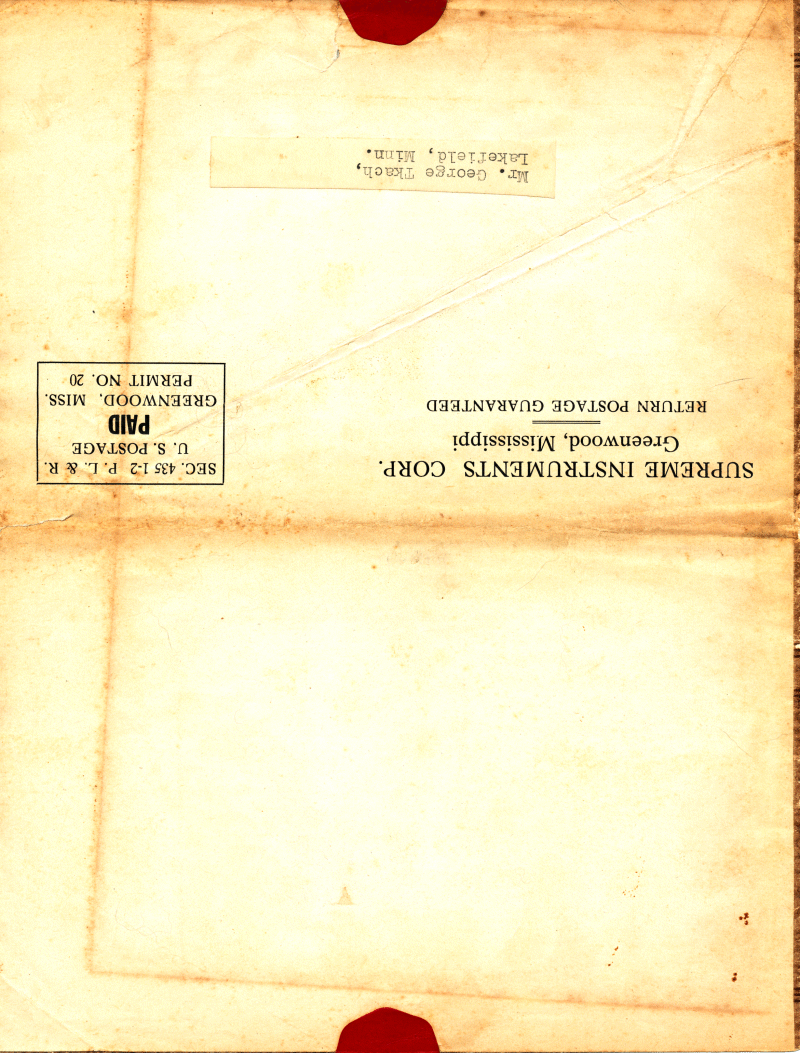 SUPREME INSTRUMENTS CORP.
Greenwood, Mississippi
RETURN POSTAGE GUARANTEED
SEC. 435 1-2 P. L. & R.
U. S. POSTAGE
PAID
GREENWOOD, MISS.
PERMIT NO. 20
Mr. George Tkach,
Lakefield, Minn.